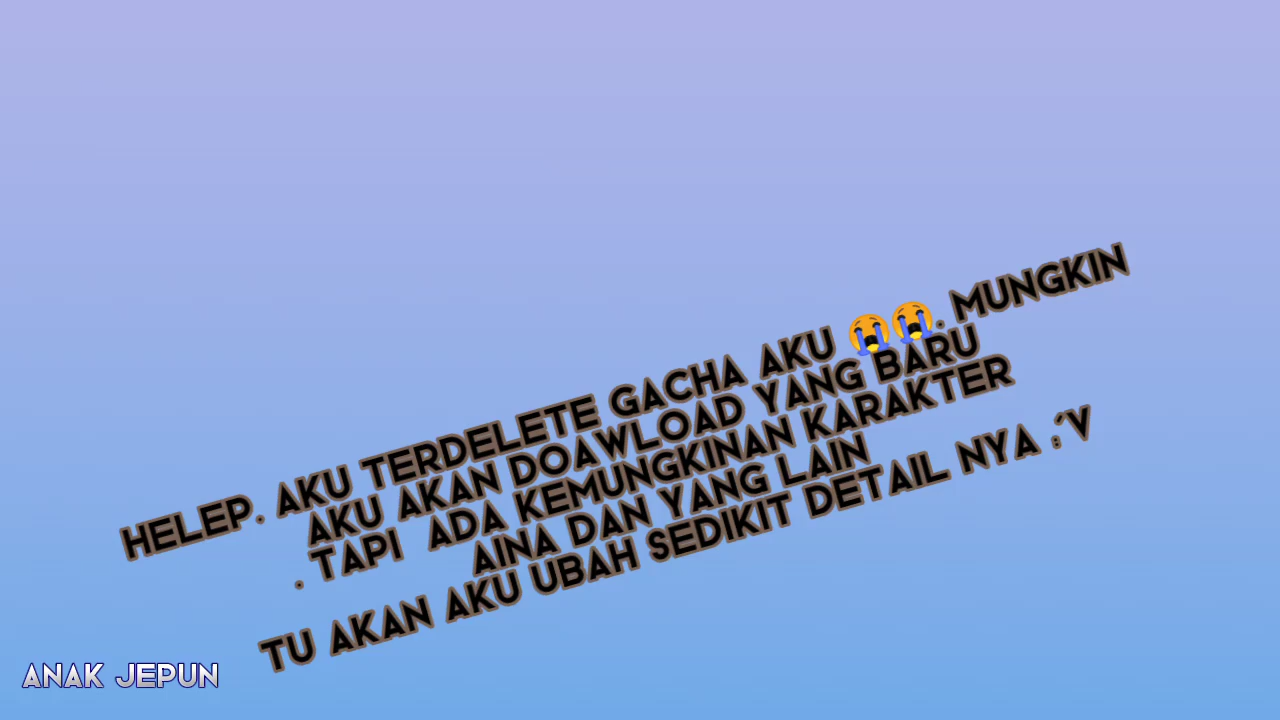 HELEP. AKU TERDELETE GACHA AKU 😭😭. MUNGKIN
AKU AKAN DOAWLOAD YANG BARU
. TAPI ADA KEMUNGKINAN KARAKTER
AINA DAN YANG LAIN
TU AKAN AKU UBAH SEDIKIT DETAIL NYA :´V
ANAK JEPUN